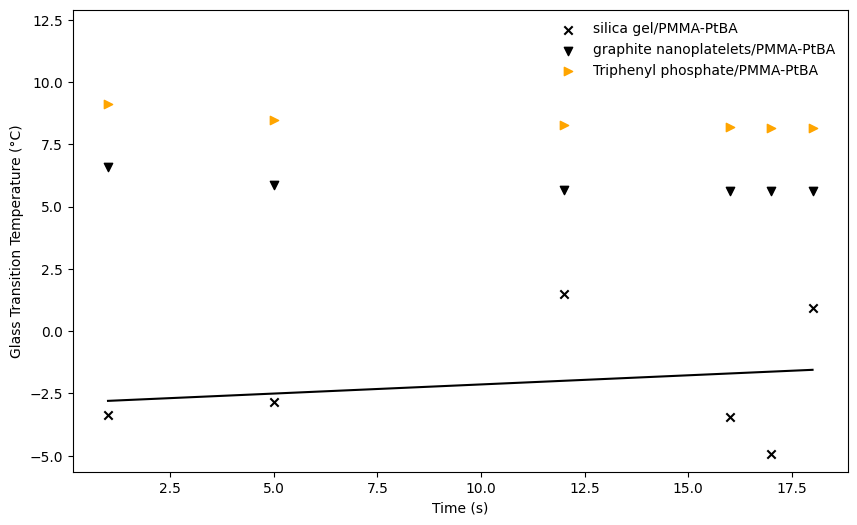 silica gel/PMMA-PtBA
graphite nanoplatelets/PMMA-PtBA
Triphenyl phosphate/PMMA-PtBA
Glass Transition Temperature (°C)
12.5
10.0
7.5
5.0
2.5
0.0
−2.5
−5.0
2.5 5.0 7.5 10.0 12.5 15.0 17.5
Time (s)